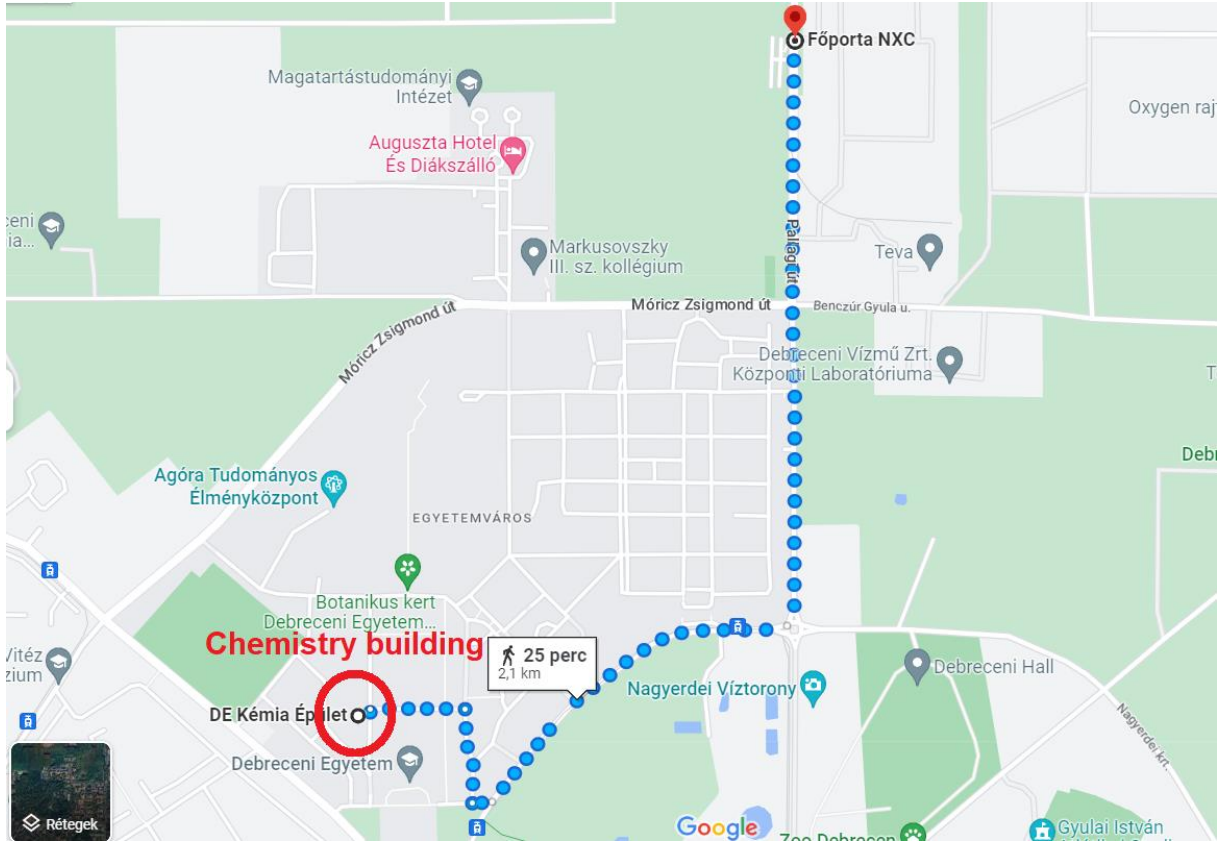 Főporta NXC
Magatartástudományi
Intézet
Oxygen raj
Auguszta Hotel
És Diákszálló
ceni
ia...
Markusovszky
III. sz. kollégium
Pallagi út
Teva
Móricz Zsigmond út
Benczúr Gyula u.
Móricz Zsigmond út
Debreceni Vízmű Zrt.
Központi Laboratóriuma
T
Debr
Agóra Tudományos
Élményközpont
EGYETEMVÁROS
Botanikus kert
Debreceni Egyetem...
Chemistry building
25 perc
2,1 km
Vitéz
zium
Debreceni Hall
Nagyerdei Víztorony
DE Kémia Épület
Nagyerdei krt.
Debreceni Egyetem
Rétegek
Google
Zoo Debrecen
Gyulai István